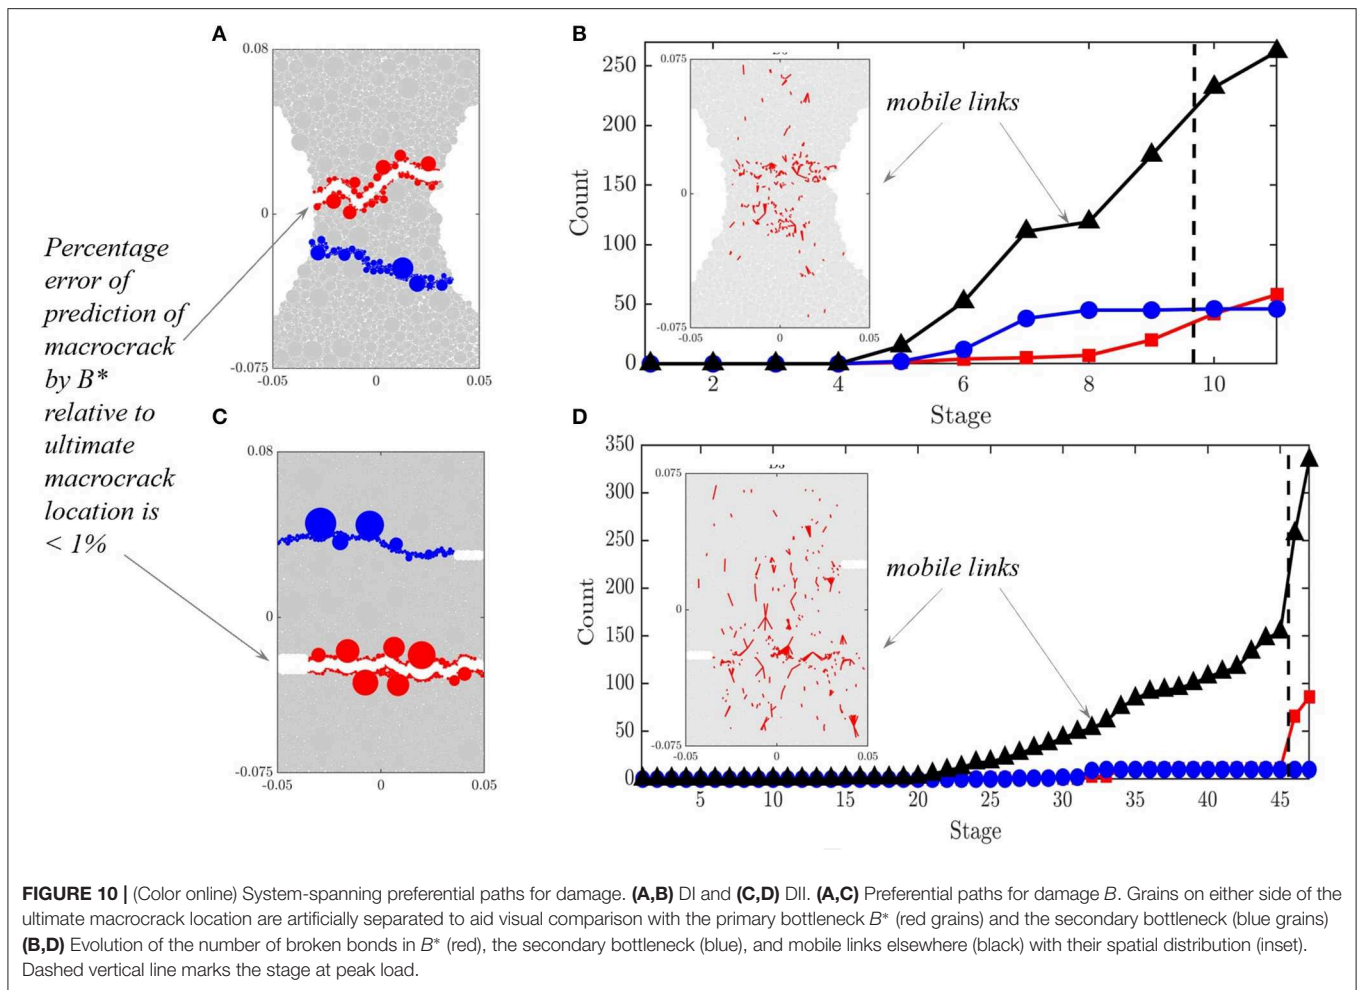 A
0.08
0
-0.075
-0.05
0
0.05
Percentage
error of
prediction of
macrocrack
by B*
relative to
ultimate
macrocrack
location is
< 1%
B
250
200
150
100
50
0
Count
0.075
0
-0.075
-0.05
0
0.05
mobile links
2
4
6
8
10
Stage
C
0.08
0
-0.075
-0.05
0
0.05
D
350
300
250
200
150
100
50
0
Count
0.075
0
-0.075
-0.05
0
0.05
mobile links
5
10
15
20
25
30
35
40
45
Stage
FIGURE 10 | (Color online) System-spanning preferential paths for damage. (A,B) DI and (C,D) DII. (A,C) Preferential paths for damage B. Grains on either side of the
ultimate macrocrack location are artificially separated to aid visual comparison with the primary bottleneck B* (red grains) and the secondary bottleneck (blue grains)
(B,D) Evolution of the number of broken bonds in B* (red), the secondary bottleneck (blue), and mobile links elsewhere (black) with their spatial distribution (inset).
Dashed vertical line marks the stage at peak load.